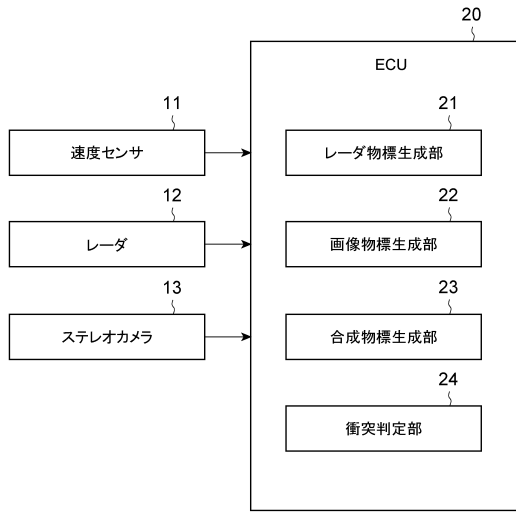 20
ECU
11
速度センサ
21
レーダ物標生成部
12
レーダ
22
画像物標生成部
13
ステレオカメラ
23
合成物標生成部
24
衝突判定部